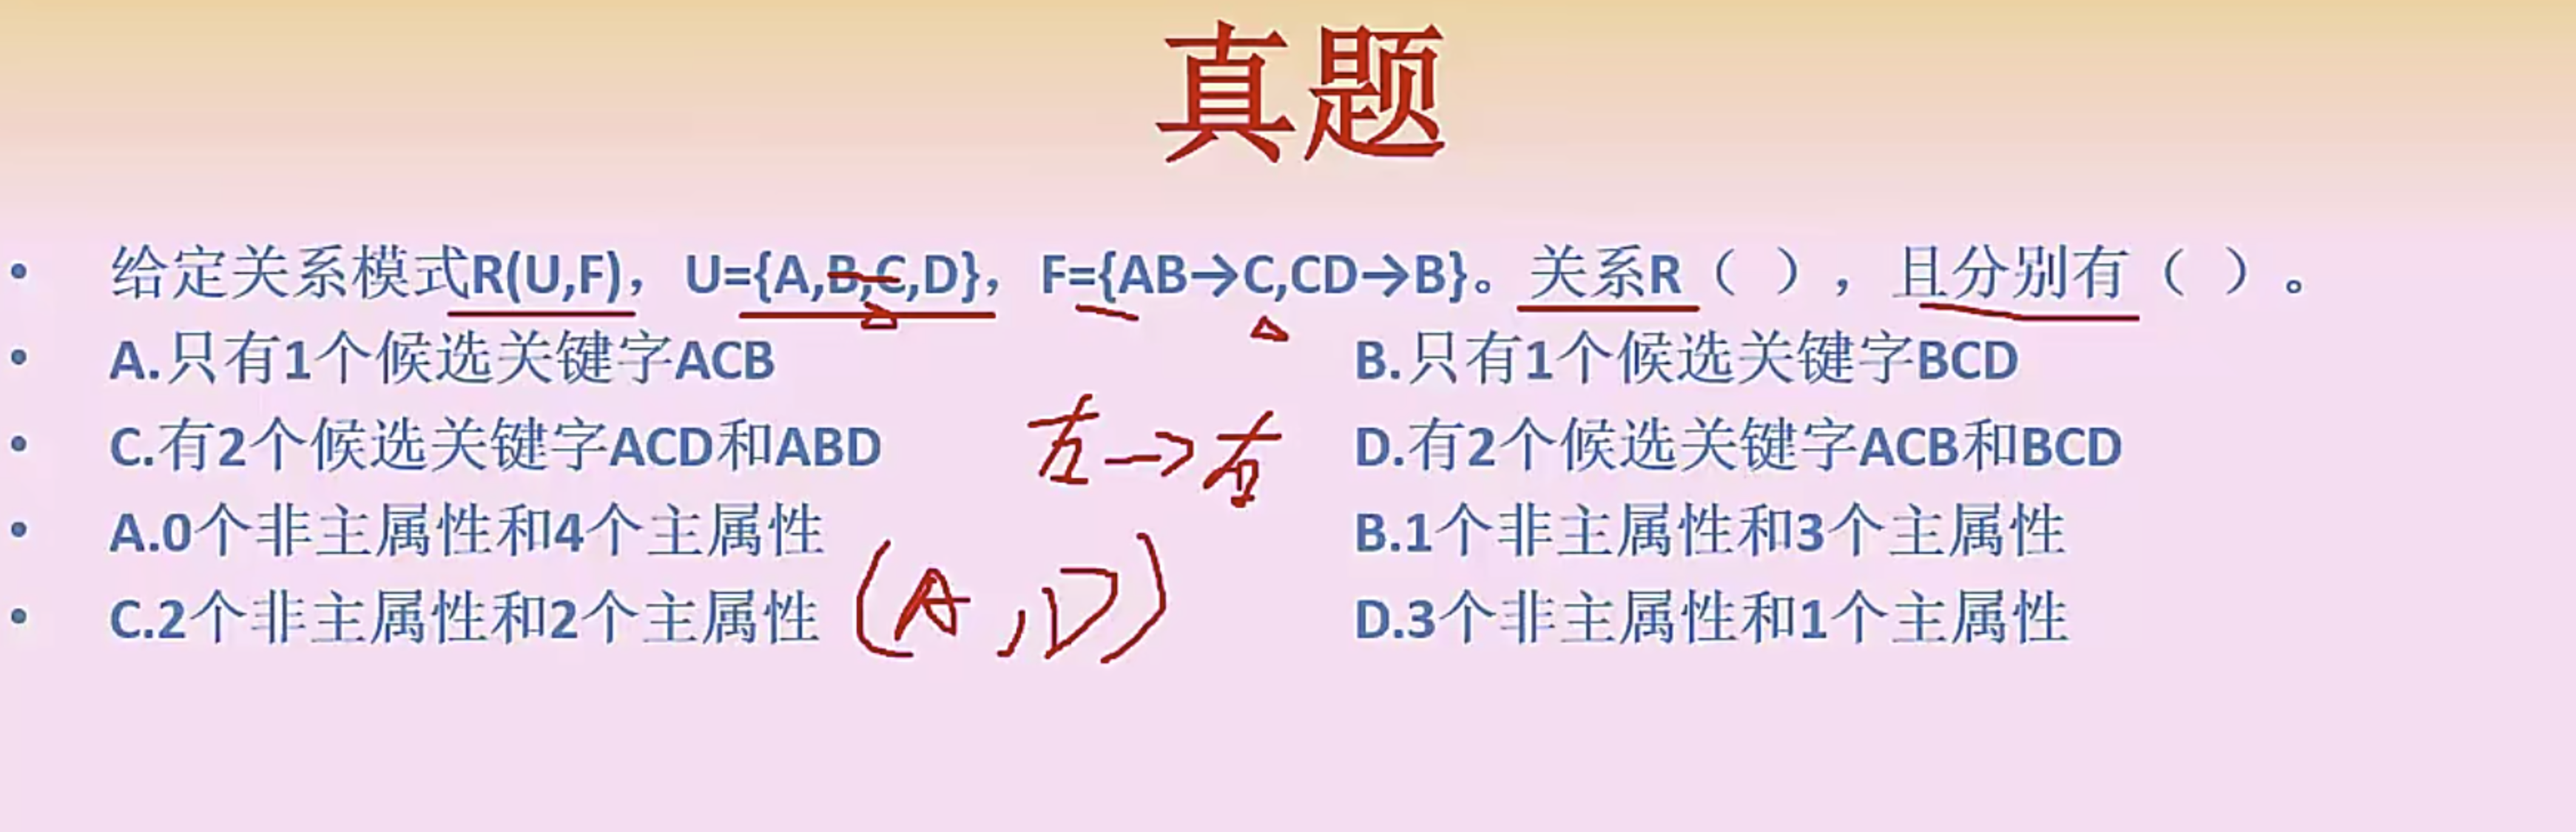 真题
• 给定关系模式R(U,F)，U={A,B,C,D}，F={AB→C,CD→B}。关系R（ ），且分别有（ ）。
• A.只有1个候选关键字ACB B.只有1个候选关键字BCD
• C.有2个候选关键字ACD和ABD D.有2个候选关键字ACB和BCD
左→右
• A.0个非主属性和4个主属性 B.1个非主属性和3个主属性
• C.2个非主属性和2个主属性 D.3个非主属性和1个主属性
(A,D)